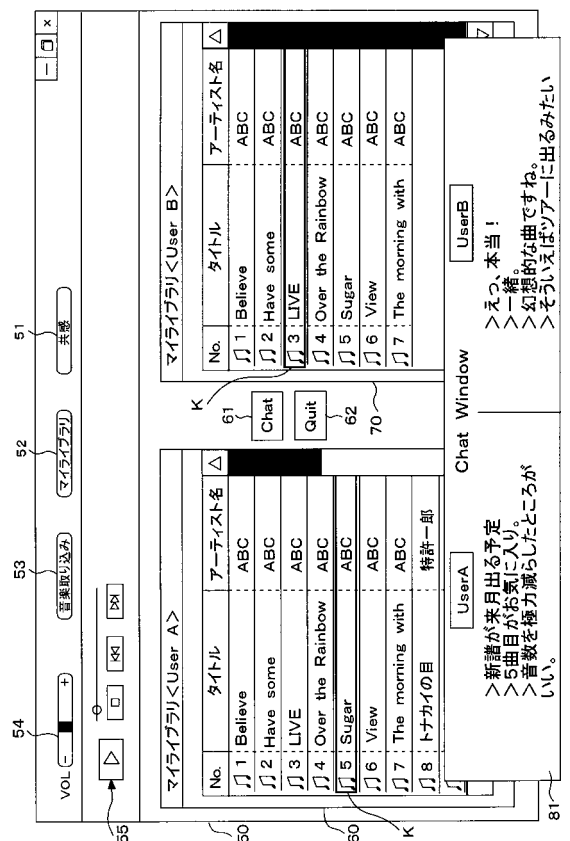 54
53
52
51
VOL
－
＋
音楽取り込み
マイライブラリ
共感
－ ×
55
50
60
マイライブラリ<User A>
No. タイトル アーティスト名
1 Believe ABC
2 Have some ABC
3 LIVE ABC
4 Over the Rainbow ABC
5 Sugar ABC
6 View ABC
7 The morning with ABC
8 トナカイの目 特許一郎
K
61
Chat
Quit
62
70
K
マイライブラリ<User B>
No. タイトル アーティスト名
1 Believe ABC
2 Have some ABC
3 LIVE ABC
4 Over the Rainbow ABC
5 Sugar ABC
6 View ABC
7 The morning with ABC
Chat Window
UserA
>新譜が来月出る予定
>5曲目がお気に入り。
>音数を極力減らしたところが
いい。
UserB
>えっ、本当！
>一緒。
>幻想的な曲ですね。
>そういえばツアーに出るみたい
81